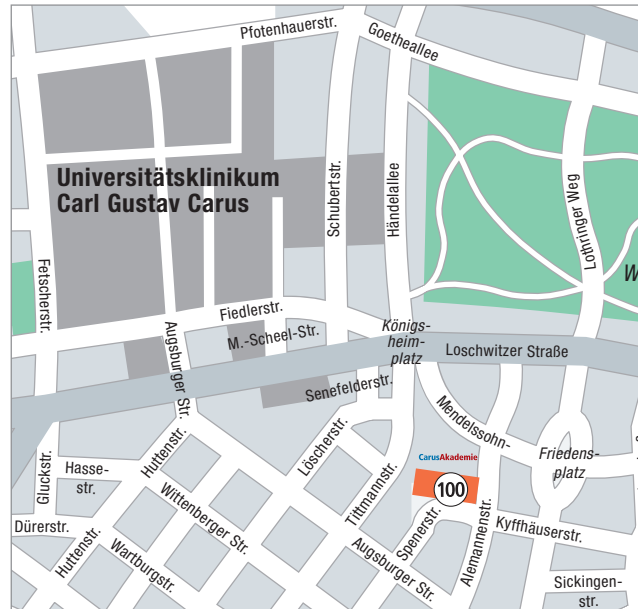 Pfotenhauerstr.
Goetheallee
Universitätsklinikum
Carl Gustav Carus
Schubertstr.
Händelallee
Lothringer Weg
W
Fetscherstr.
Fiedlerstr.
Königs-
heim-
platz
M.-Scheel-Str.
Loschwitzer Straße
Augsburger Str.
Senefelderstr.
Mendelssohn-
Friedens-
platz
CarusAkademie
100
Gluckstr.
Hasse-
str.
Huttenstr.
Löscherstr.
Tittmannstr.
Wittenberger Str.
Spenerstr.
Alemannenstr.
Kyffhäuserstr.
Dürerstr.
Huttenstr.
Wartburgstr.
Augsburger Str.
Sickingen-
str.